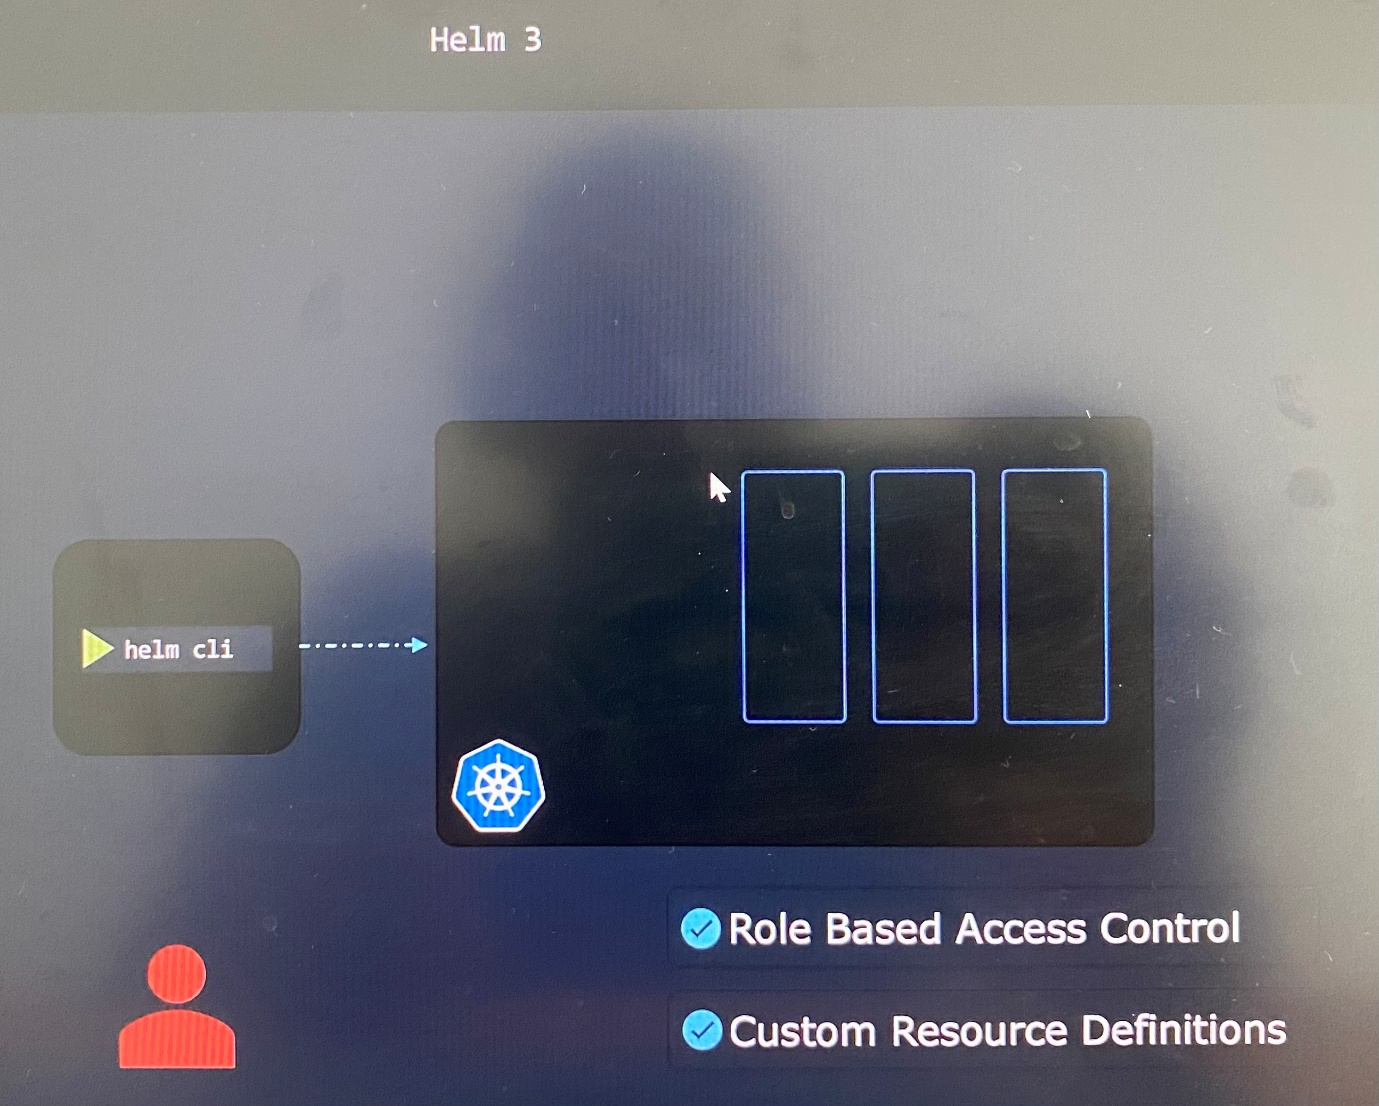 Helm 3
helm cli
Role Based Access Control
Custom Resource Definitions